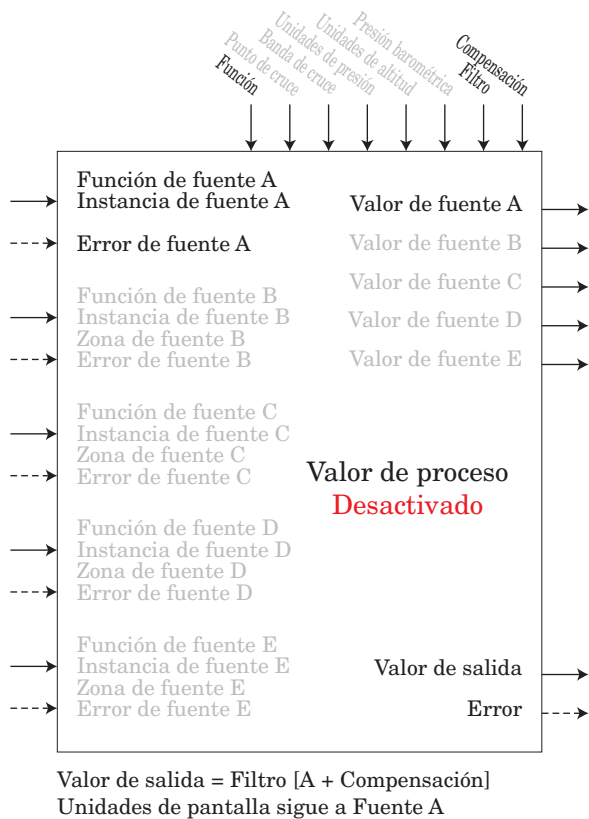 Función
Punto de cruce
Banda de cruce
Unidades de presión
Unidades de altitud
Presión barométrica
Filtro
Compensación
Función de fuente A
Instancia de fuente A
Error de fuente A
Función de fuente B
Instancia de fuente B
Zona de fuente B
Error de fuente B
Función de fuente C
Instancia de fuente C
Zona de fuente C
Error de fuente C
Función de fuente D
Instancia de fuente D
Zona de fuente D
Error de fuente D
Función de fuente E
Instancia de fuente E
Zona de fuente E
Error de fuente E
Valor de fuente A
Valor de fuente B
Valor de fuente C
Valor de fuente D
Valor de fuente E
Valor de proceso
Desactivado
Valor de salida
Error
Valor de salida = Filtro [A + Compensación]
Unidades de pantalla sigue a Fuente A